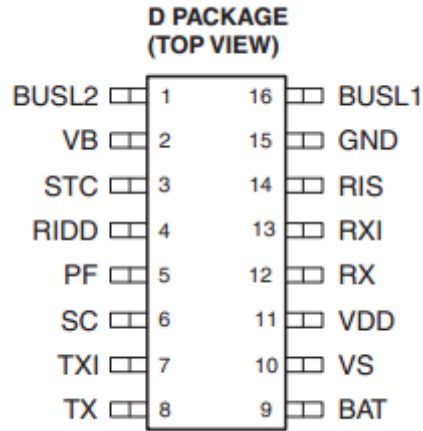 D PACKAGE
(TOP VIEW)
BUSL2 1 16 BUSL1
VB 2 15 GND
STC 3 14 RIS
RIDD 4 13 RXI
PF 5 12 RX
SC 6 11 VDD
TXI 7 10 VS
TX 8 9 BAT